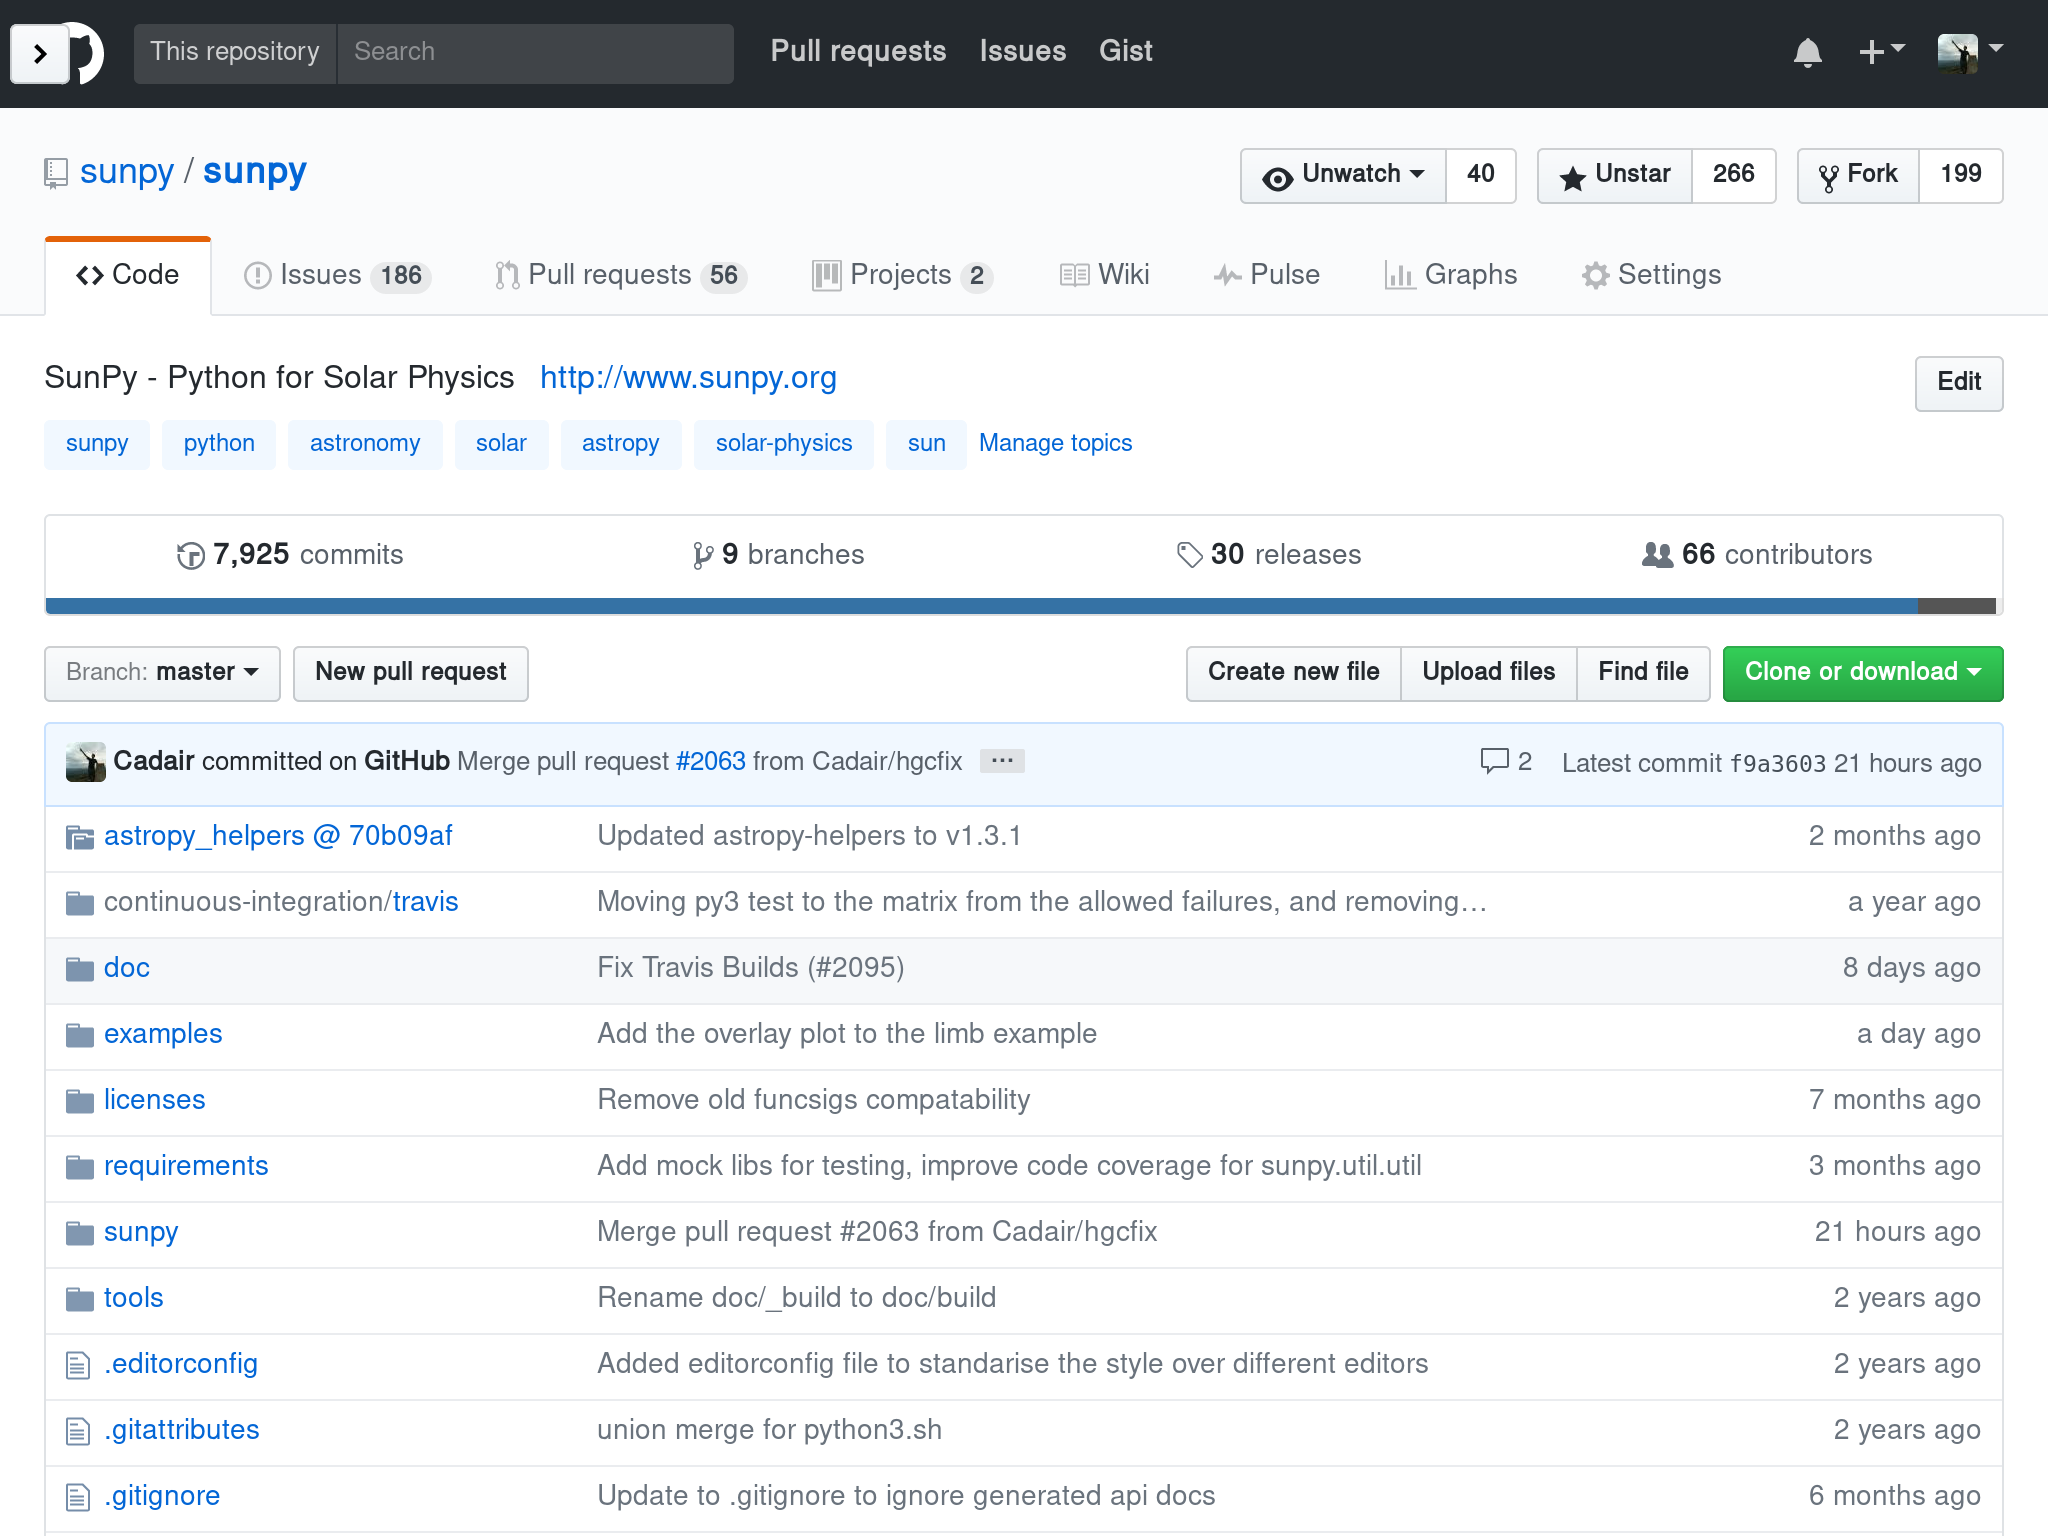 This repository Search Pull requests Issues Gist
sunpy / sunpy Unwatch 40 Unstar 266 Fork 199
Code Issues 186 Pull requests 56 Projects 2 Wiki Pulse Graphs Settings
SunPy - Python for Solar Physics http://www.sunpy.org Edit
sunpy python astronomy solar astropy solar-physics sun Manage topics
7,925 commits 9 branches 30 releases 66 contributors
Branch: master New pull request Create new file Upload files Find file Clone or download
Cadair committed on GitHub Merge pull request #2063 from Cadair/hgcfix ... 2 Latest commit f9a3603 21 hours ago
astropy_helpers @ 70b09af Updated astropy-helpers to v1.3.1 2 months ago
continuous-integration/travis Moving py3 test to the matrix from the allowed failures, and removing… a year ago
doc Fix Travis Builds (#2095) 8 days ago
examples Add the overlay plot to the limb example a day ago
licenses Remove old funcsigs compatability 7 months ago
requirements Add mock libs for testing, improve code coverage for sunpy.util.util 3 months ago
sunpy Merge pull request #2063 from Cadair/hgcfix 21 hours ago
tools Rename doc/_build to doc/build 2 years ago
.editorconfig Added editorconfig file to standarise the style over different editors 2 years ago
.gitattributes union merge for python3.sh 2 years ago
.gitignore Update to .gitignore to ignore generated api docs 6 months ago